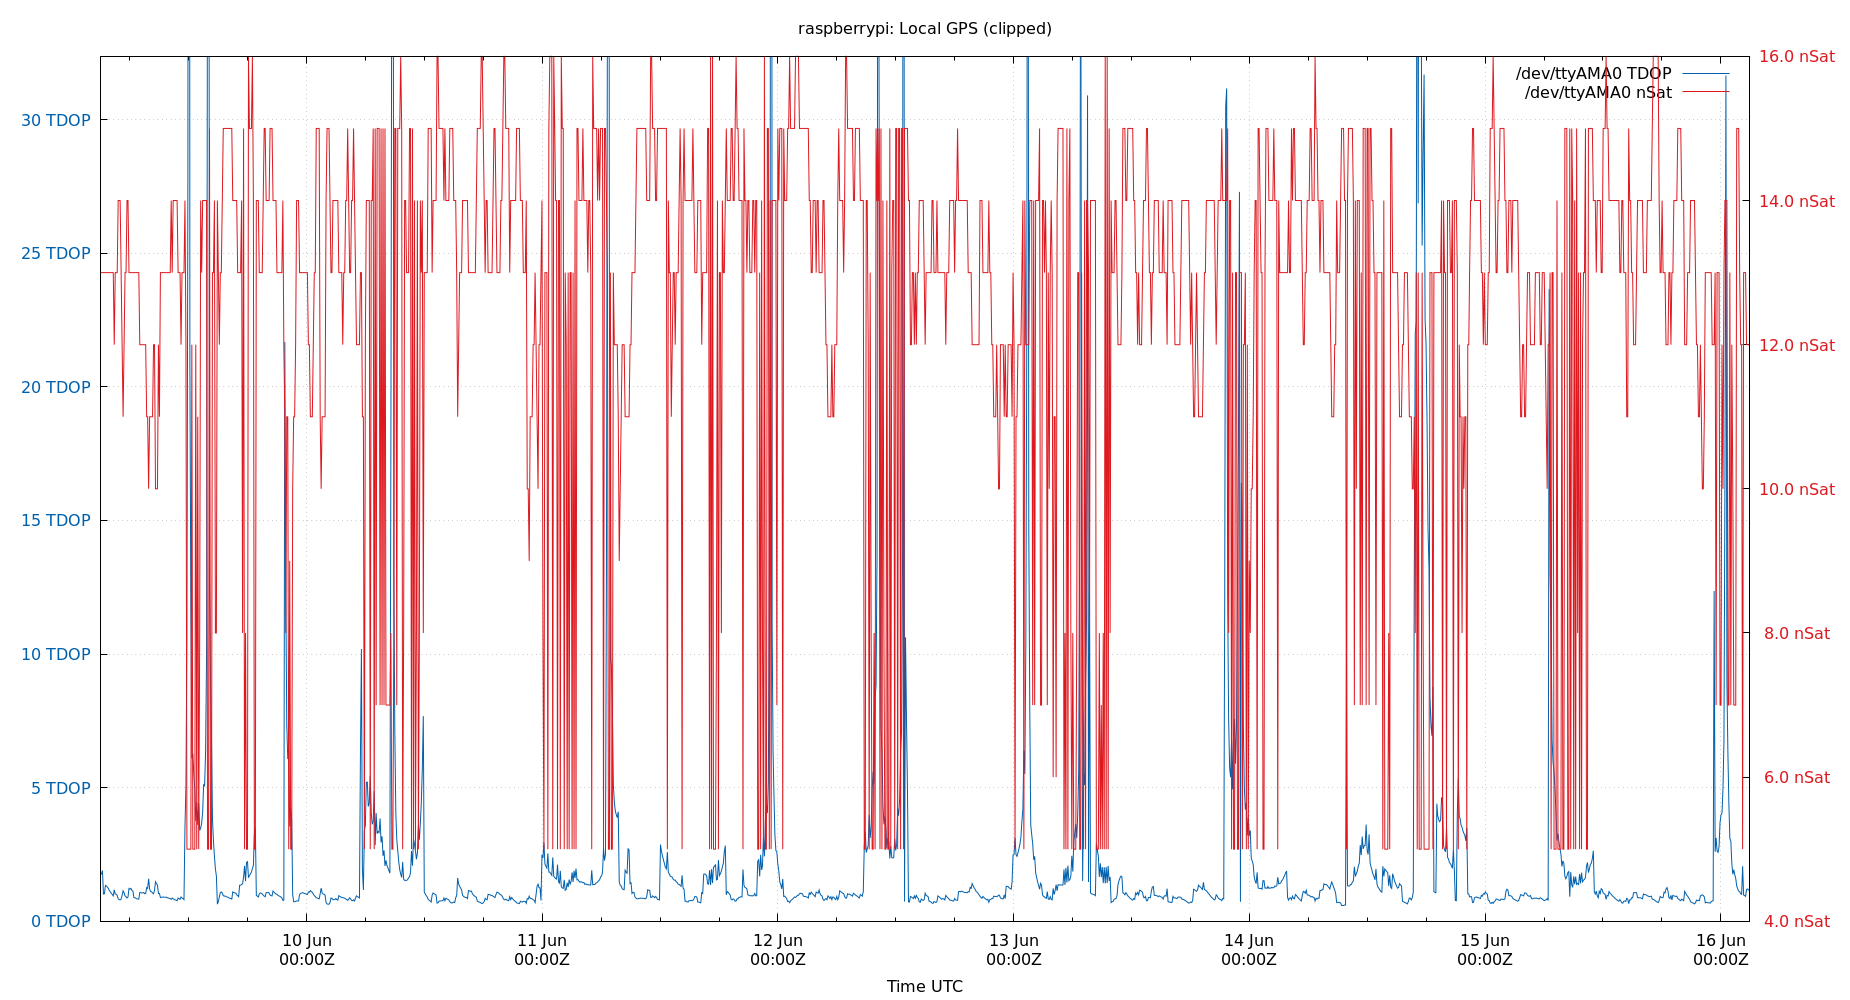 raspberrypi: Local GPS (clipped)
/dev/ttyAMA0 TDOP
/dev/ttyAMA0 nSat
30 TDOP
25 TDOP
20 TDOP
15 TDOP
10 TDOP
5 TDOP
0 TDOP
16.0 nSat
14.0 nSat
12.0 nSat
10.0 nSat
8.0 nSat
6.0 nSat
4.0 nSat
10 Jun
00:00Z
11 Jun
00:00Z
12 Jun
00:00Z
13 Jun
00:00Z
14 Jun
00:00Z
15 Jun
00:00Z
16 Jun
00:00Z
Time UTC